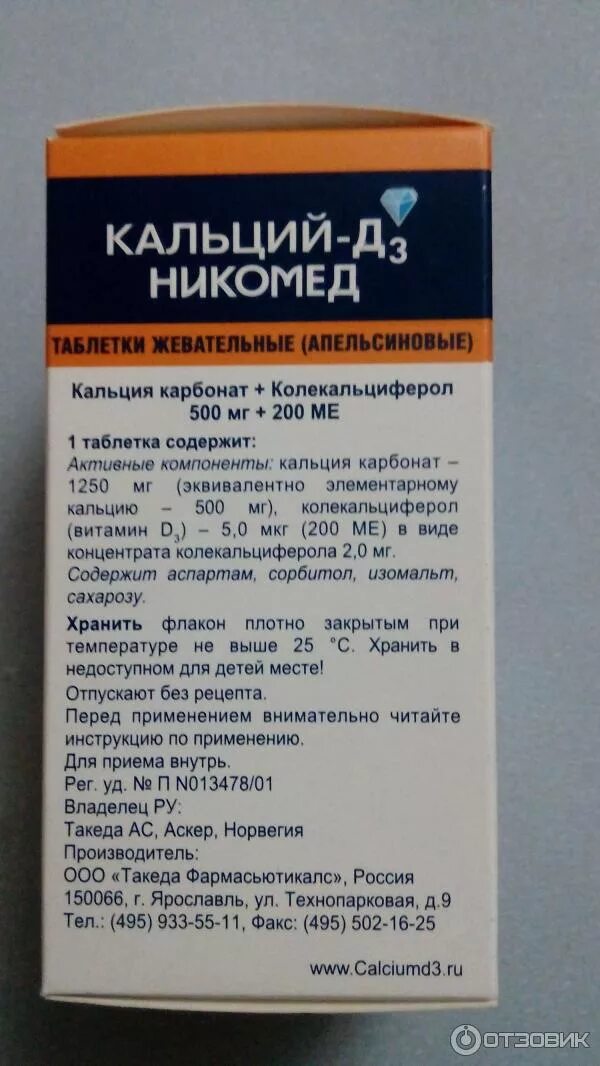 КАЛЬЦИЙ-Д3
НИКОМЕД
ТАБЛЕТКИ ЖЕВАТЕЛЬНЫЕ (АПЕЛЬСИНОВЫЕ)
Кальция карбонат + Колекальциферол
500 мг + 200 МЕ
1 таблетка содержит:
Активные компоненты: кальция карбонат –
1250 мг (эквивалентно элементарному
кальцию – 500 мг), колекальциферол
(витамин D3) – 5,0 мкг (200 МЕ) в виде
концентрата колекальциферола 2,0 мг.
Содержит аспартам, сорбитол, изомальт,
сахарозу.
Хранить флакон плотно закрытым при
температуре не выше 25 °С. Хранить в
недоступном для детей месте!
Отпускают без рецепта.
Перед применением внимательно читайте
инструкцию по применению.
Для приема внутрь.
Рег. уд. № П N013478/01
Владелец РУ:
Такеда АС, Аскер, Норвегия
Производитель:
ООО «Такеда Фармасьютикалс», Россия
150066, г. Ярославль, ул. Технопарковая, д.9
Тел.: (495) 933-55-11, Факс: (495) 502-16-25
www.Calciumd3.ru
ОТЗОВИК